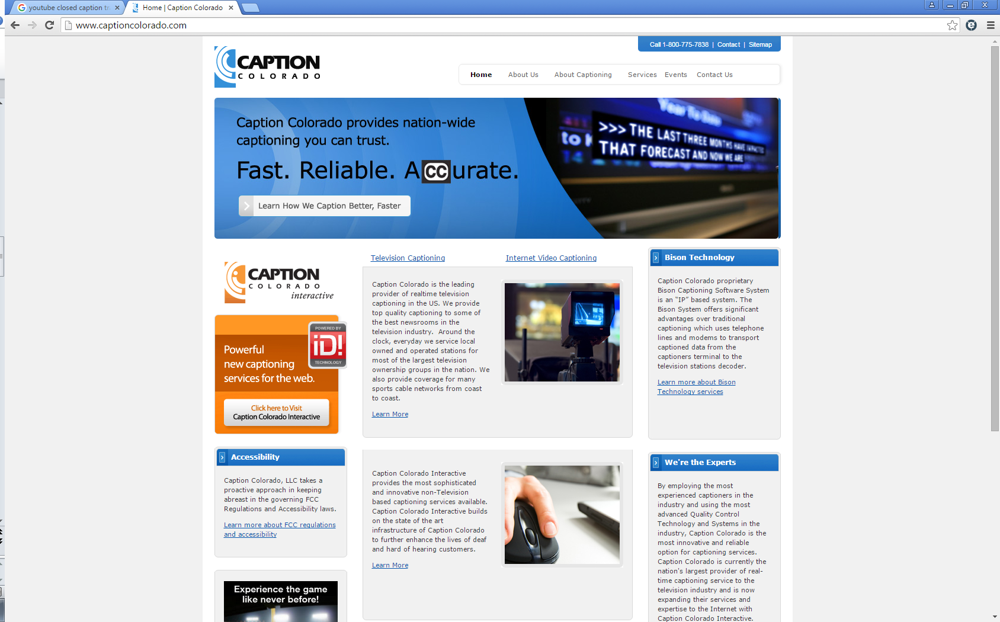 youtube closed caption tr
Home | Caption Colorado
www.captioncolorado.com
Call 1-800-775-7838 | Contact | Sitemap
CAPTION
COLORADO
Home About Us About Captioning Services Events Contact Us
Caption Colorado provides nation-wide
captioning you can trust.
Fast. Reliable. ACCurate.
Learn How We Caption Better, Faster
Year To Date
to
>>> THE LAST THREE MONTHS HAVE IMPACTED
THAT FORECAST AND NOW WE ARE
CAPTION
COLORADO
interactive
POWERED BY
iD!
TECHNOLOGY
Powerful
new captioning
services for the web.
Click here to Visit
Caption Colorado Interactive
Accessibility
Caption Colorado, LLC takes a
proactive approach in keeping
abreast in the governing FCC
Regulations and Accessibility laws.
Learn more about FCC regulations
and accessibility
Experience the game
like never before!
Television Captioning
Internet Video Captioning
Caption Colorado is the leading
provider of realtime television
captioning in the US. We provide
top quality captioning to some of
the best newsrooms in the
television industry. Around the
clock, everyday we service local
owned and operated stations for
most of the largest television
ownership groups in the nation. We
also provide coverage for many
sports cable networks from coast
to coast.
Learn More
Caption Colorado Interactive
provides the most sophisticated
and innovative non-Television
based captioning services available.
Caption Colorado Interactive builds
on the state of the art
infrastructure of Caption Colorado
to further enhance the lives of deaf
and hard of hearing customers.
Learn More
Bison Technology
Caption Colorado proprietary
Bison Captioning Software System
is an “IP” based system. The
Bison System offers significant
advantages over traditional
captioning which uses telephone
lines and modems to transport
captioned data from the
captioners terminal to the
television stations decoder.
Learn more about Bison
Technology services
We're the Experts
By employing the most
experienced captioners in the
industry and using the most
advanced Quality Control
Technology and Systems in the
industry, Caption Colorado is the
most innovative and reliable
option for captioning services.
Caption Colorado is currently the
nation's largest provider of real-
time captioning service to the
television industry and is now
expanding their services and
expertise to the Internet with
Caption Colorado Interactive.